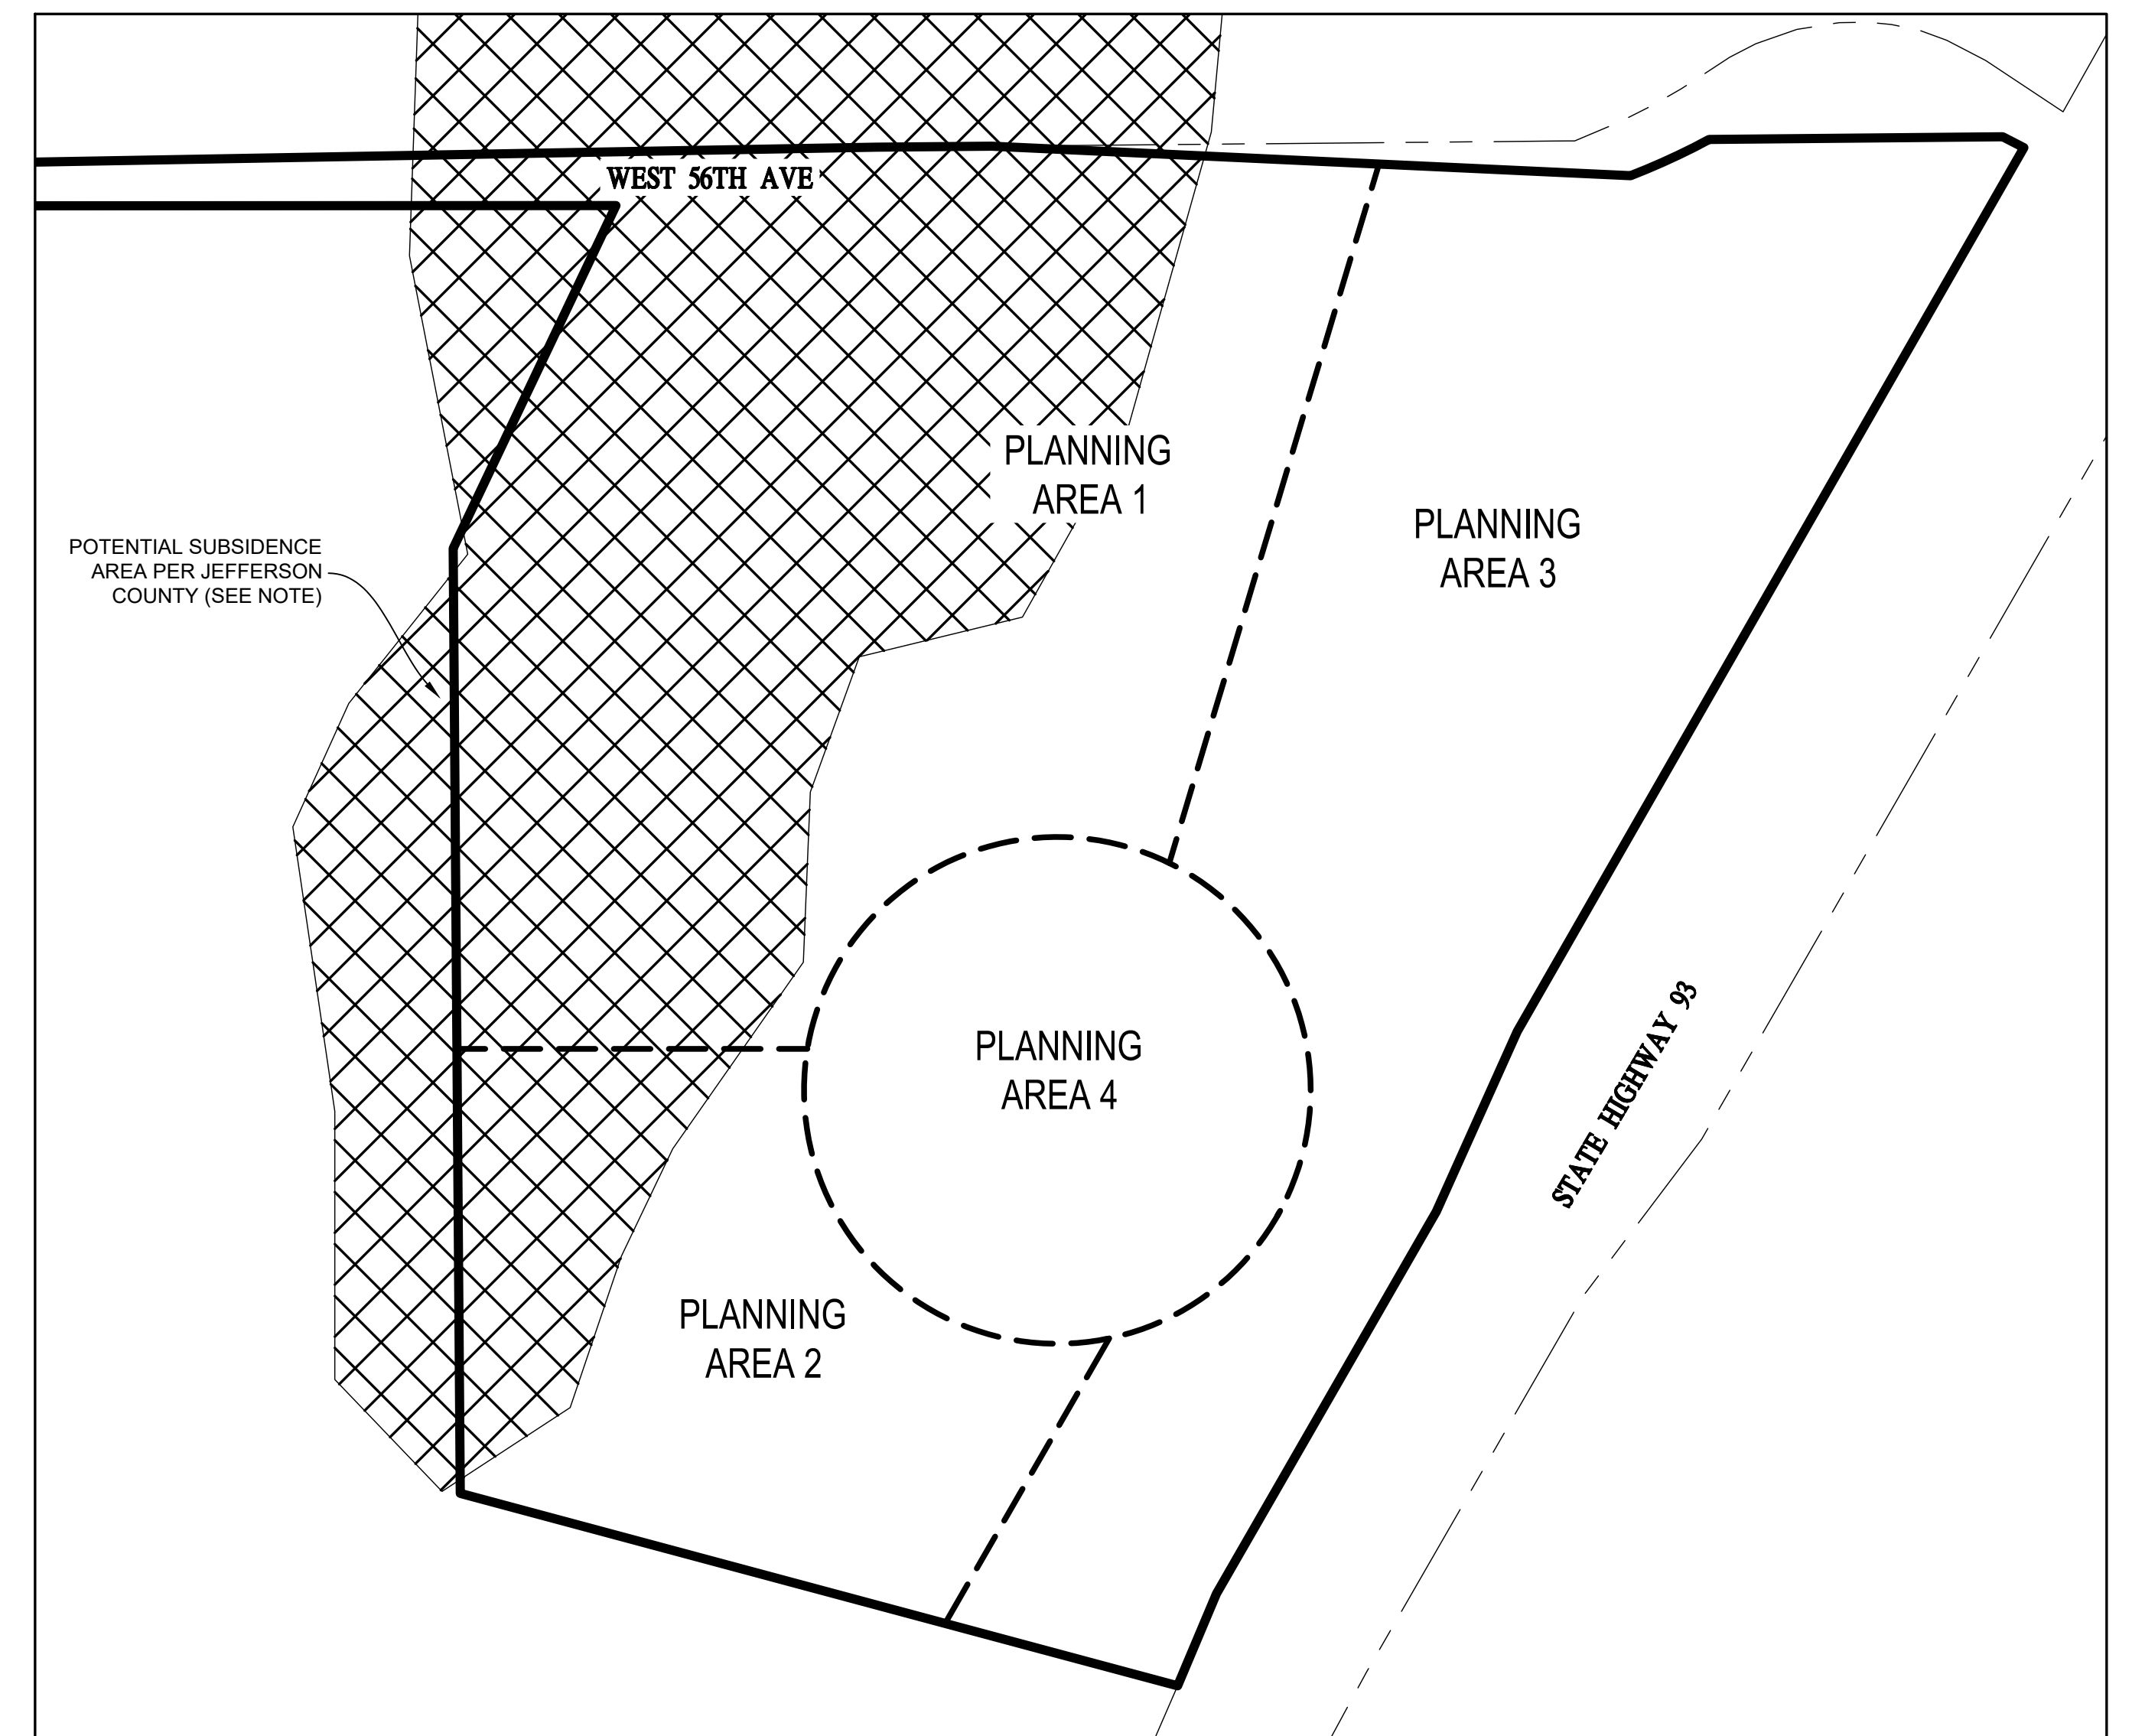 WEST 56TH AVE
PLANNING
AREA 1
PLANNING
AREA 3
POTENTIAL SUBSIDENCE
AREA PER JEFFERSON
COUNTY (SEE NOTE)
PLANNING
AREA 4
STATE HIGHWAY 93
PLANNING
AREA 2